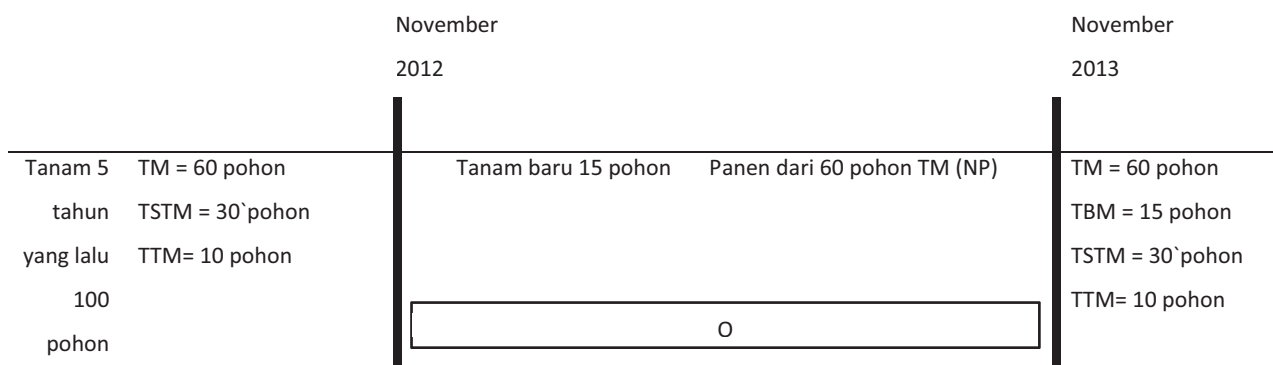 November
2012
November
2013
Tanam 5
tahun
yang lalu
100
pohon
TM = 60 pohon
TSTM = 30`pohon
TTM= 10 pohon
Tanam baru 15 pohon
Panen dari 60 pohon TM (NP)
O
TM = 60 pohon
TBM = 15 pohon
TSTM = 30`pohon
TTM= 10 pohon